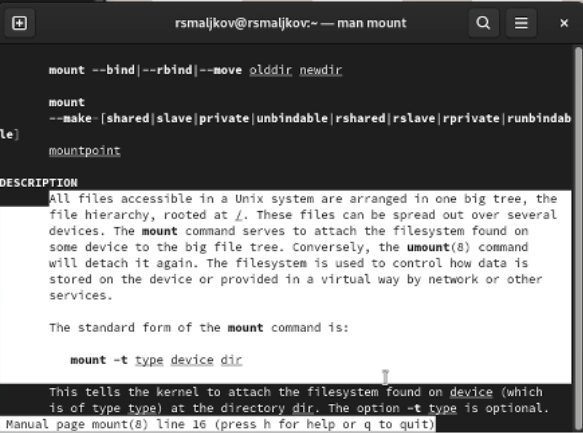 rsmaljkov@rsmaljkov:~ — man mount
mount --bind|--rbind|--move olddir newdir
mount
--make-[shared|slave|private|unbindable|rshared|rslave|rprivate|runbindab
le]
mountpoint
DESCRIPTION
All files accessible in a Unix system are arranged in one big tree, the
file hierarchy, rooted at /. These files can be spread out over several
devices. The mount command serves to attach the filesystem found on
some device to the big file tree. Conversely, the umount(8) command
will detach it again. The filesystem is used to control how data is
stored on the device or provided in a virtual way by network or other
services.
The standard form of the mount command is:
mount -t type device dir
This tells the kernel to attach the filesystem found on device (which
is of type type) at the directory dir. The option -t type is optional.
Manual page mount(8) line 16 (press h for help or q to quit)